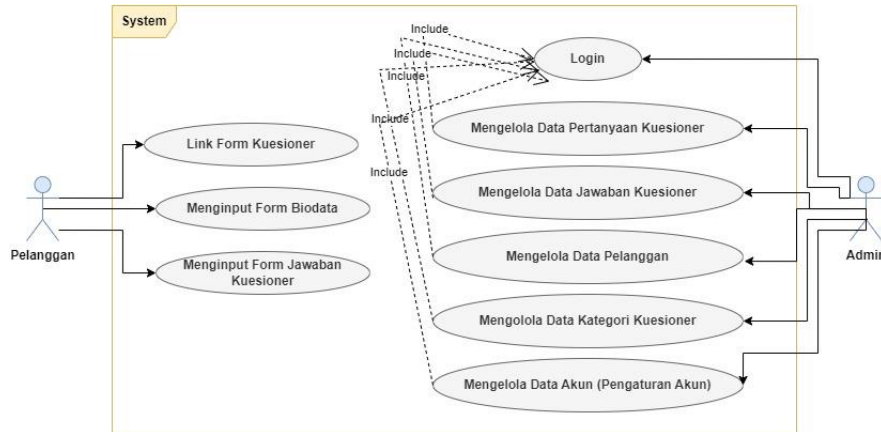 System
Include
Login
Include
Include
Include
Mengelola Data Pertanyaan Kuesioner
Link Form Kuesioner
Include
Mengelola Data Jawaban Kuesioner
Menginput Form Biodata
Pelanggan
Admin
Mengelola Data Pelanggan
Menginput Form Jawaban
Kuesioner
Mengolola Data Kategori Kuesioner
Mengelola Data Akun (Pengaturan Akun)